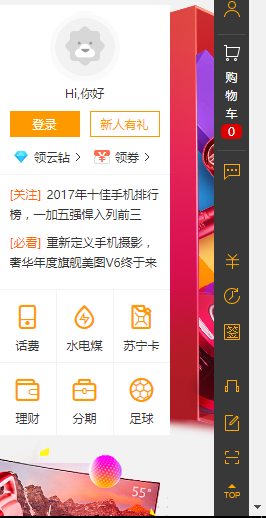 Hi,你好
登录
新人有礼
领云钻
领券
[关注] 2017年十佳手机排行
榜，一加五强悍入列前三
[必看] 重新定义手机摄影，
奢华年度旗舰美图V6终于来
话费
水电煤
苏宁卡
理财
分期
足球
55"
购
物
车
0
签
TOP